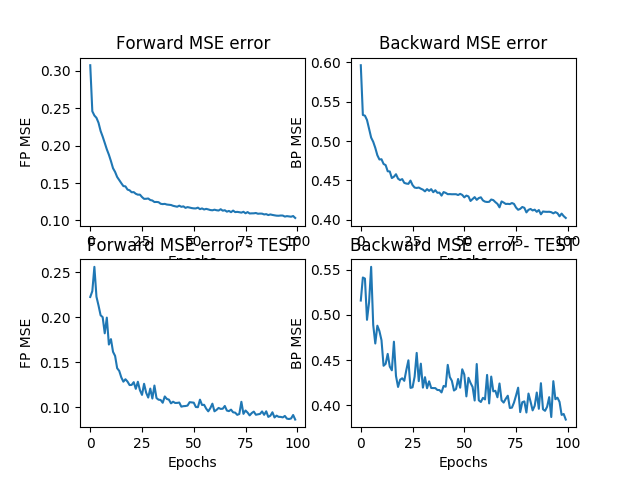 Forward MSE error
Backward MSE error
FP MSE
0.30
0.25
0.20
0.15
0.10
0 25 50 75 100
Epochs
BP MSE
0.60
0.55
0.50
0.45
0.40
0 25 50 75 100
Epochs
Forward MSE error - TEST
Backward MSE error - TEST
FP MSE
0.25
0.20
0.15
0.10
0 25 50 75 100
Epochs
BP MSE
0.55
0.50
0.45
0.40
0 25 50 75 100
Epochs